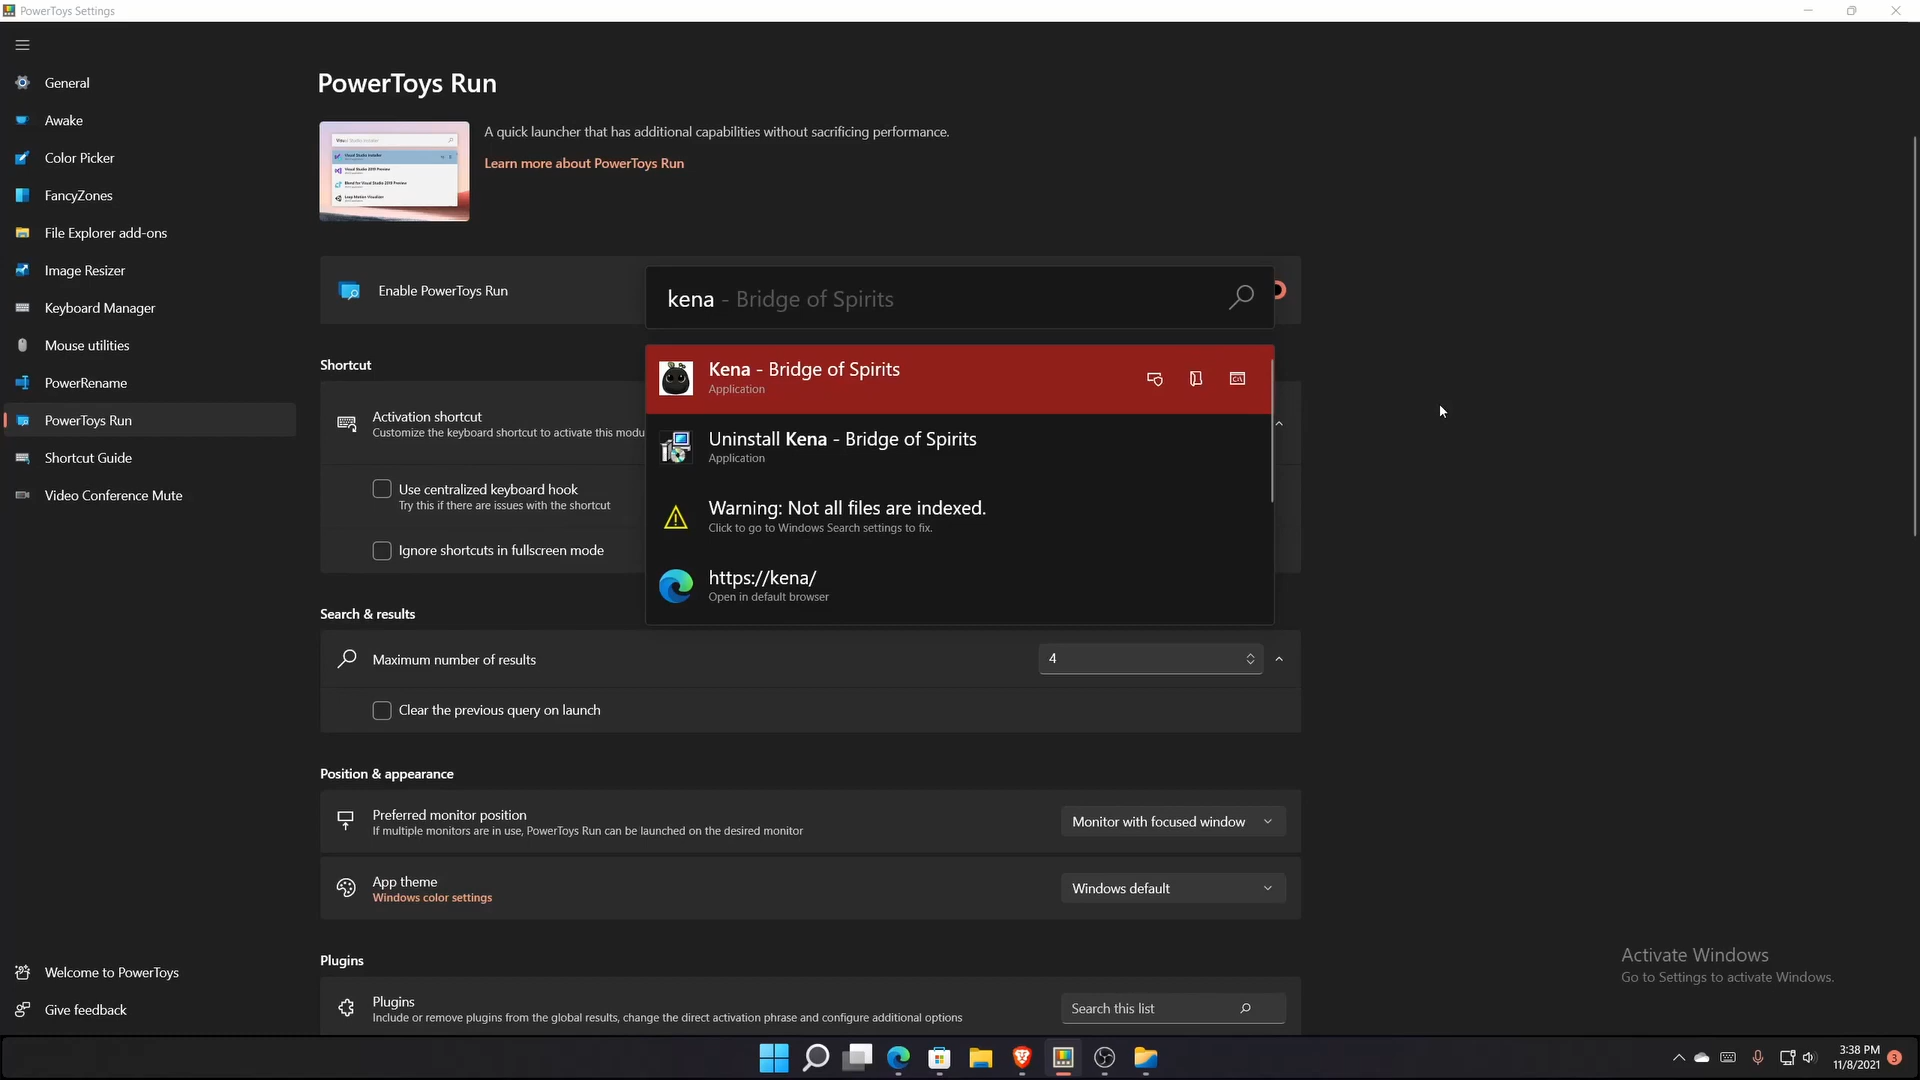 PowerToys Settings
General
Awake
Color Picker
FancyZones
File Explorer add-ons
Image Resizer
Keyboard Manager
Mouse utilities
PowerRename
PowerToys Run
Shortcut Guide
Video Conference Mute
Welcome to PowerToys
Give feedback
PowerToys Run
A quick launcher that has additional capabilities without sacrificing performance.
Learn more about PowerToys Run
Enable PowerToys Run
kena - Bridge of Spirits
Kena - Bridge of Spirits
Application
Uninstall Kena - Bridge of Spirits
Application
Warning: Not all files are indexed.
Click to go to Windows Search settings to fix.
https://kena/
Open in default browser
Shortcut
Activation shortcut
Customize the keyboard shortcut to activate this modu
Use centralized keyboard hook
Try this if there are issues with the shortcut
Ignore shortcuts in fullscreen mode
Search & results
Maximum number of results
4
Clear the previous query on launch
Position & appearance
Preferred monitor position
If multiple monitors are in use, PowerToys Run can be launched on the desired monitor
Monitor with focused window
App theme
Windows color settings
Windows default
Plugins
Plugins
Include or remove plugins from the global results, change the direct activation phrase and configure additional options
Search this list
Activate Windows
Go to Settings to activate Windows.
3:38 PM
11/8/2021
3